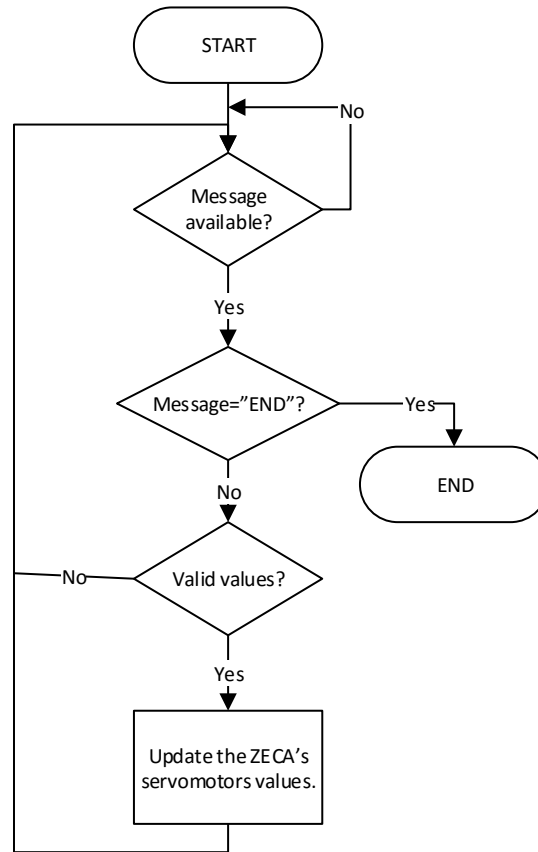 START
No
Message
available?
Yes
Message=”END”?
Yes
END
No
Valid values?
No
Yes
Update the ZECA’s
servomotors values.